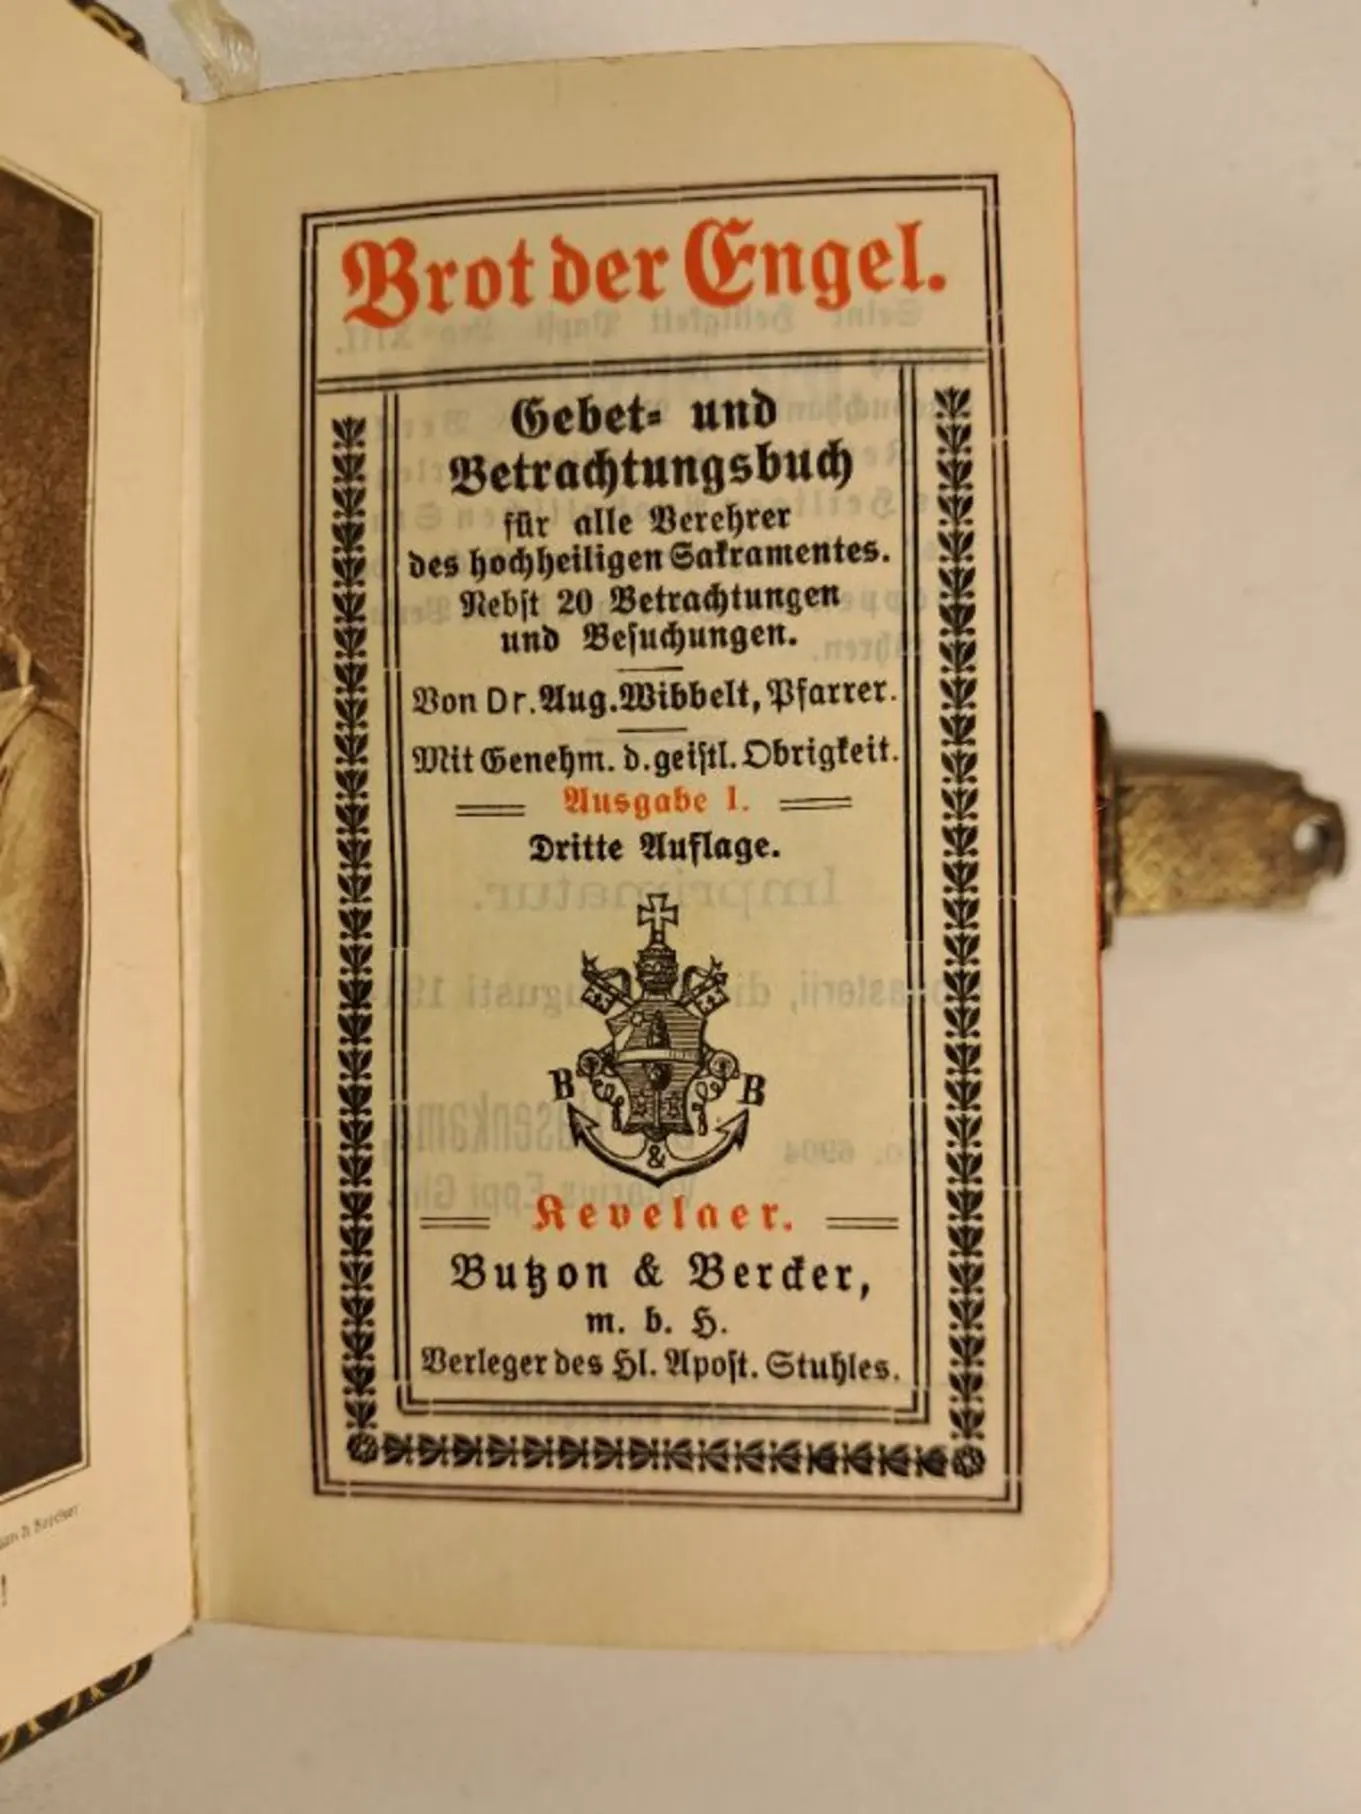 Brot der Engel.
Gebet- und
Betrachtungsbuch
für alle Verehrer
des hochheiligen Sakramentes.
Nebst 20 Betrachtungen
und Besuchungen.
Von Dr. Aug. Wibbelt, Pfarrer.
Mit Genehm. d. geistl. Obrigkeit.
Ausgabe I.
Dritte Auflage.
B B
&
Kevelaer.
Butzon & Bercker,
m. b. H.
Verleger des Hl. Apost. Stuhles.